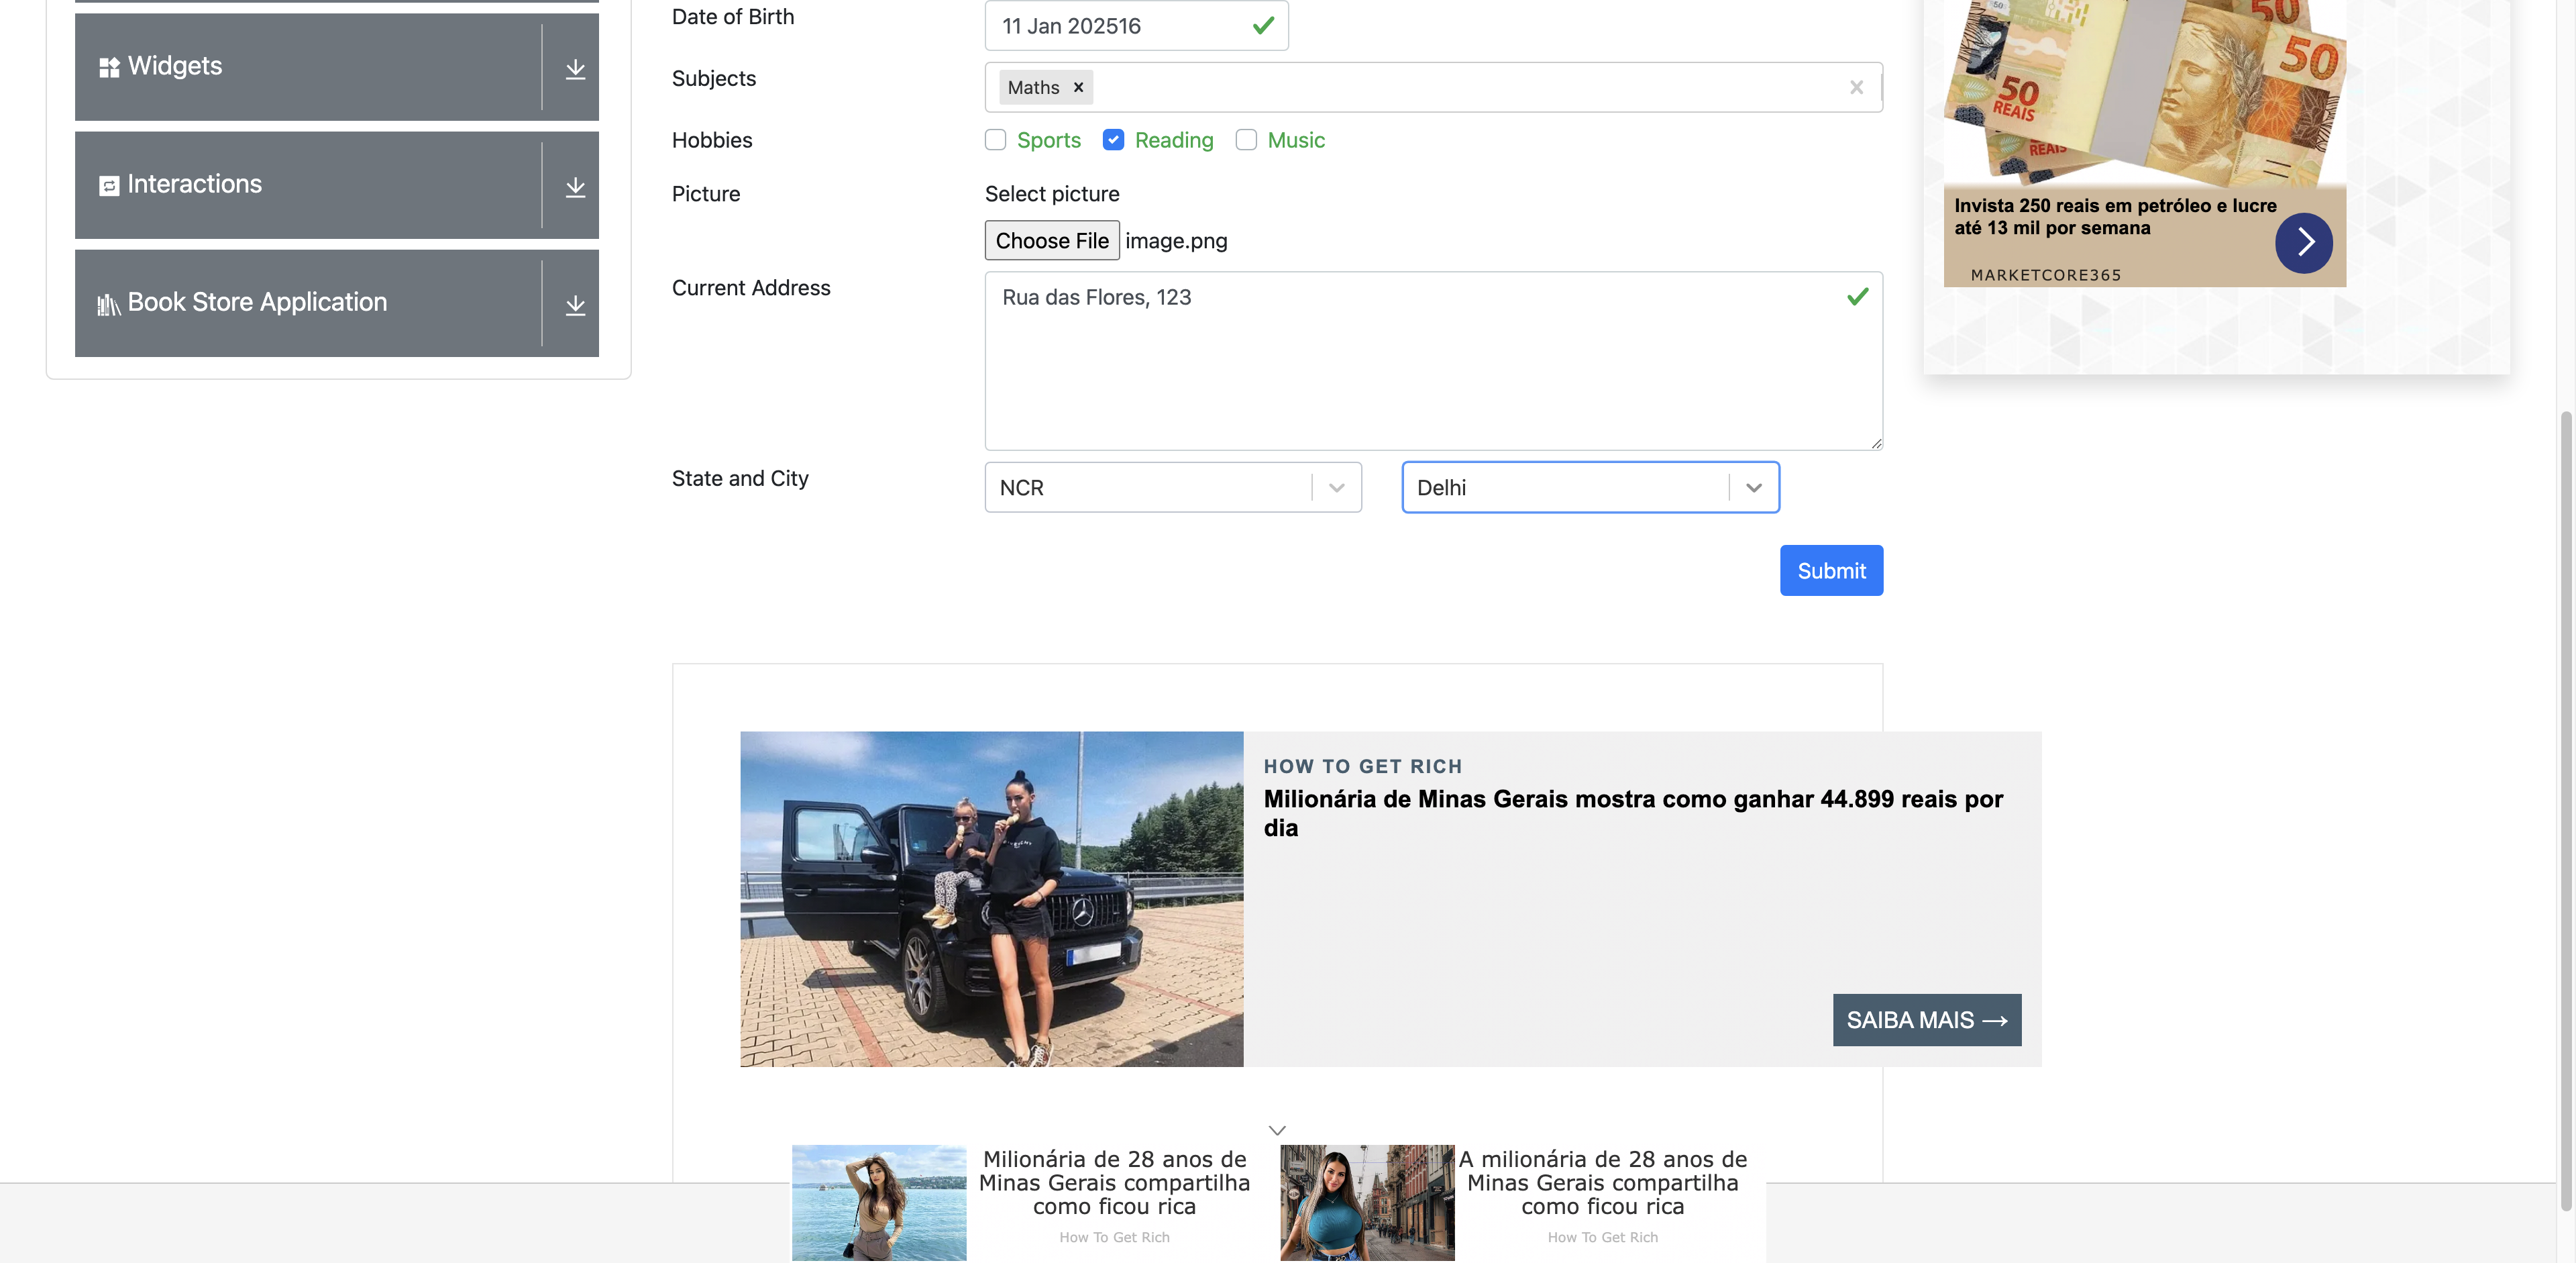 Widgets
Interactions
Book Store Application
Date of Birth
11 Jan 202516
Subjects
Maths ×
Hobbies
Sports
Reading
Music
Picture
Select picture
Choose File image.png
Current Address
Rua das Flores, 123
State and City
NCR
Delhi
Submit
50
50
50
50
REAIS
REAIS
Invista 250 reais em petróleo e lucre
até 13 mil por semana
MARKETCORE365
HOW TO GET RICH
Milionária de Minas Gerais mostra como ganhar 44.899 reais por
dia
SAIBA MAIS →
Milionária de 28 anos de
Minas Gerais compartilha
como ficou rica
How To Get Rich
A milionária de 28 anos de
Minas Gerais compartilha
como ficou rica
How To Get Rich